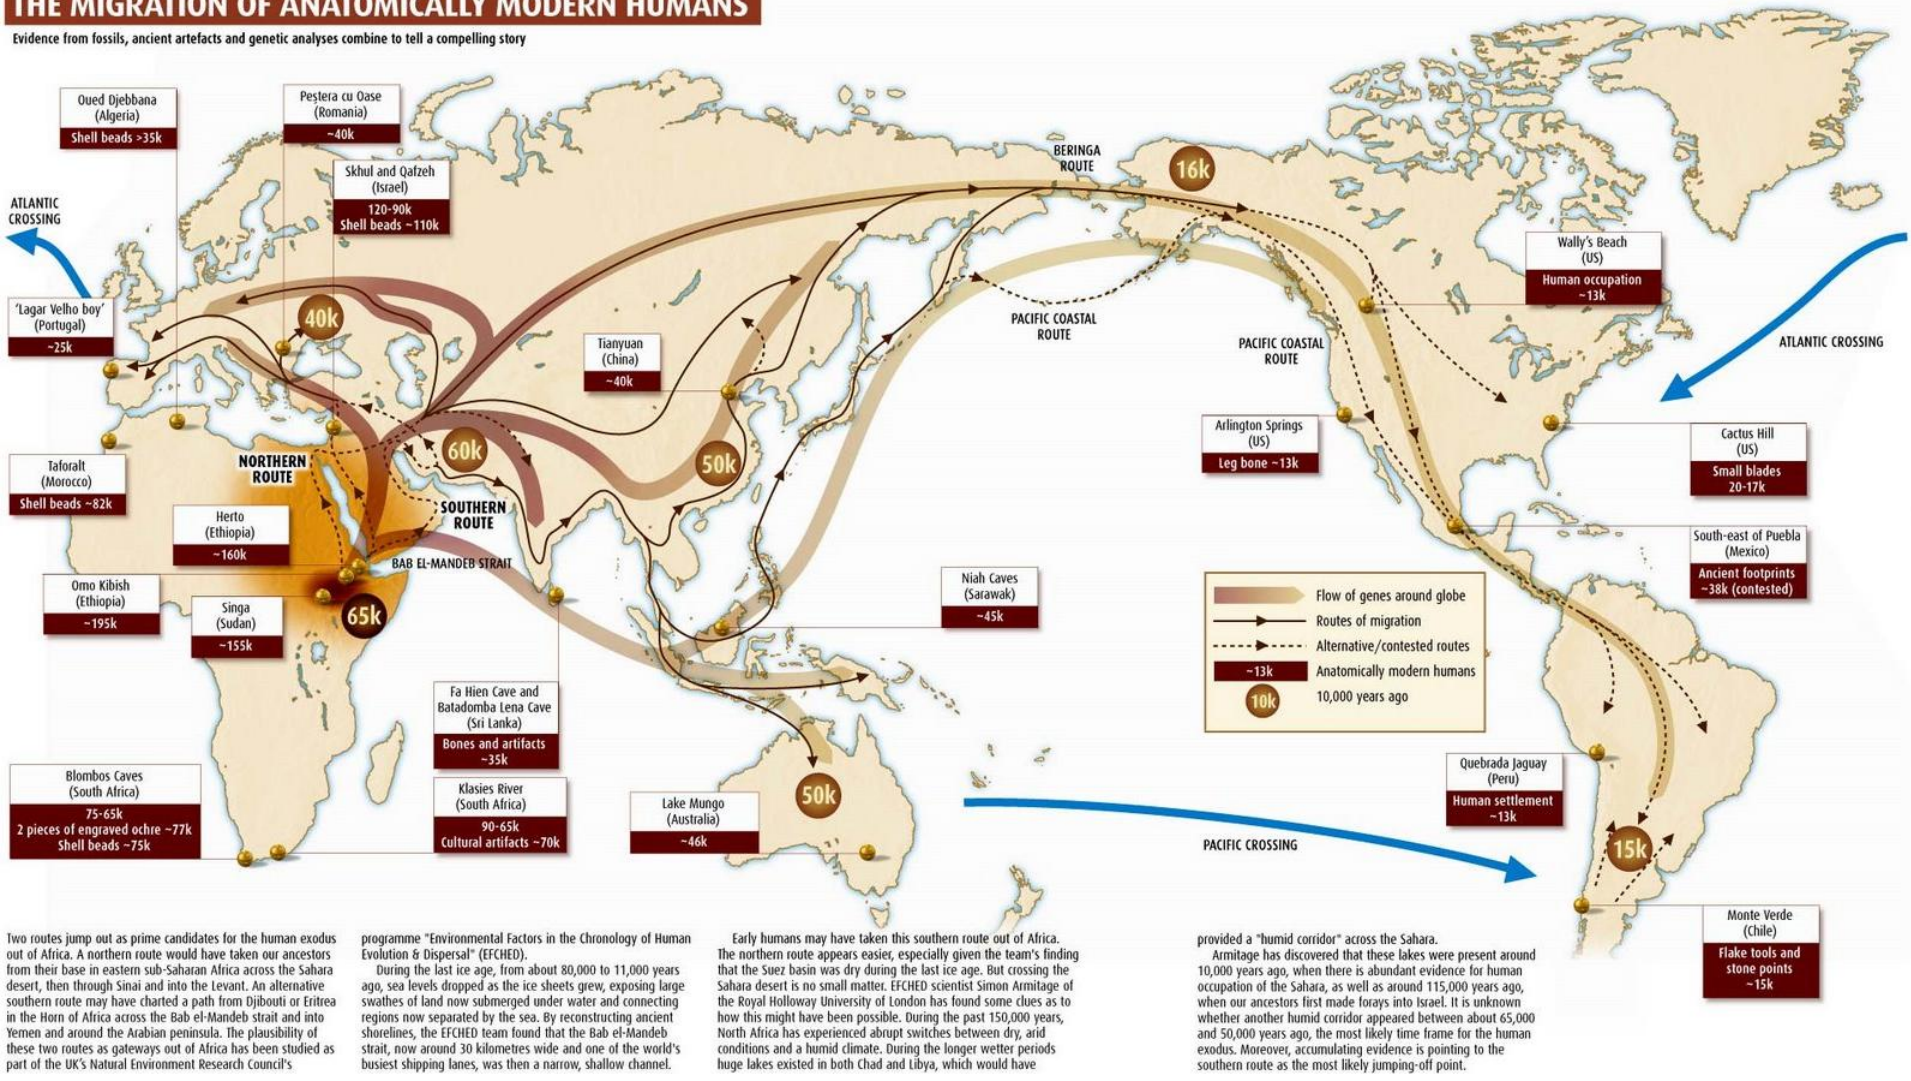 THE MIGRATION OF ANATOMICALLY MODERN HUMANS
Evidence from fossils, ancient artefacts and genetic analyses combine to tell a compelling story
Oued Djebbana
(Algeria)
Shell beads >35k
Peștera cu Oase
(Romania)
~40k
Skhul and Qafzeh
(Israel)
120-90k
Shell beads ~110k
ATLANTIC
CROSSING
'Lagar Velho boy'
(Portugal)
~25k
40k
Tianyuan
(China)
~40k
BERINGA
ROUTE
16k
PACIFIC COASTAL
ROUTE
PACIFIC COASTAL
ROUTE
Wally's Beach
(US)
Human occupation
~13k
ATLANTIC CROSSING
Arlington Springs
(US)
Leg bone ~13k
Cactus Hill
(US)
Small blades
20-17k
Taforalt
(Morocco)
Shell beads ~82k
NORTHERN
ROUTE
60k
50k
SOUTHERN
ROUTE
Herto
(Ethiopia)
~160k
BAB EL-MANDEB STRAIT
South-east of Puebla
(Mexico)
Ancient footprints
~38k (contested)
Omo Kibish
(Ethiopia)
~195k
Singa
(Sudan)
~155k
65k
Niah Caves
(Sarawak)
~45k
Flow of genes around globe
Routes of migration
Alternative/contested routes
~13k
Anatomically modern humans
10k
10,000 years ago
Fa Hien Cave and
Batadomba Lena Cave
(Sri Lanka)
Bones and artifacts
~35k
Blombos Caves
(South Africa)
75-65k
2 pieces of engraved ochre ~77k
Shell beads ~75k
Klasies River
(South Africa)
90-65k
Cultural artifacts ~70k
Lake Mungo
(Australia)
~46k
50k
PACIFIC CROSSING
Quebrada Jaguay
(Peru)
Human settlement
~13k
15k
Monte Verde
(Chile)
Flake tools and
stone points
~15k
Two routes jump out as prime candidates for the human exodus
out of Africa. A northern route would have taken our ancestors
from their base in eastern sub-Saharan Africa across the Sahara
desert, then through Sinai and into the Levant. An alternative
southern route may have charted a path from Djibouti or Eritrea
in the Horn of Africa across the Bab el-Mandeb strait and into
Yemen and around the Arabian peninsula. The plausibility of
these two routes as gateways out of Africa has been studied as
part of the UK's Natural Environment Research Council's
programme "Environmental Factors in the Chronology of Human
Evolution & Dispersal" (EFCHED).
During the last ice age, from about 80,000 to 11,000 years
ago, sea levels dropped as the ice sheets grew, exposing large
swathes of land now submerged under water and connecting
regions now separated by the sea. By reconstructing ancient
shorelines, the EFCHED team found that the Bab el-Mandeb
strait, now around 30 kilometres wide and one of the world's
busiest shipping lanes, was then a narrow, shallow channel.
Early humans may have taken this southern route out of Africa.
The northern route appears easier, especially given the team's finding
that the Suez basin was dry during the last ice age. But crossing the
Sahara desert is no small matter. EFCHED scientist Simon Armitage of
the Royal Holloway University of London has found some clues as to
how this might have been possible. During the past 150,000 years,
North Africa has experienced abrupt switches between dry, arid
conditions and a humid climate. During the longer wetter periods
huge lakes existed in both Chad and Libya, which would have
provided a "humid corridor" across the Sahara.
Armitage has discovered that these lakes were present around
10,000 years ago, when there is abundant evidence for human
occupation of the Sahara, as well as around 115,000 years ago,
when our ancestors first made forays into Israel. It is unknown
whether another humid corridor appeared between about 65,000
and 50,000 years ago, the most likely time frame for the human
exodus. Moreover, accumulating evidence is pointing to the
southern route as the most likely jumping-off point.